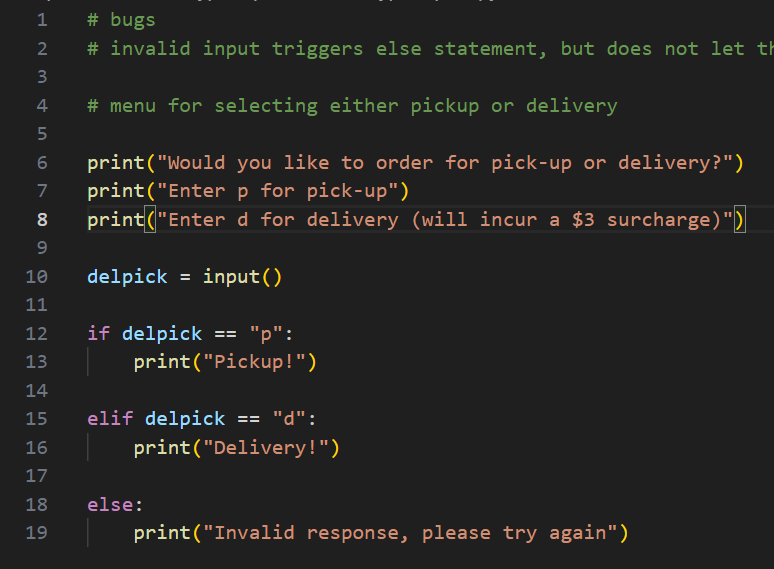 1 # bugs
2 # invalid input triggers else statement, but does not let
3
4 # menu for selecting either pickup or delivery
5
6 print("Would you like to order for pick-up or delivery?")
7 print("Enter p for pick-up")
8 print("Enter d for delivery (will incur a $3 surcharge)")
9
10 delpick = input()
11
12 if delpick == "p":
13     print("Pickup!")
14
15 elif delpick == "d":
16     print("Delivery!")
17
18 else:
19     print("Invalid response, please try again")